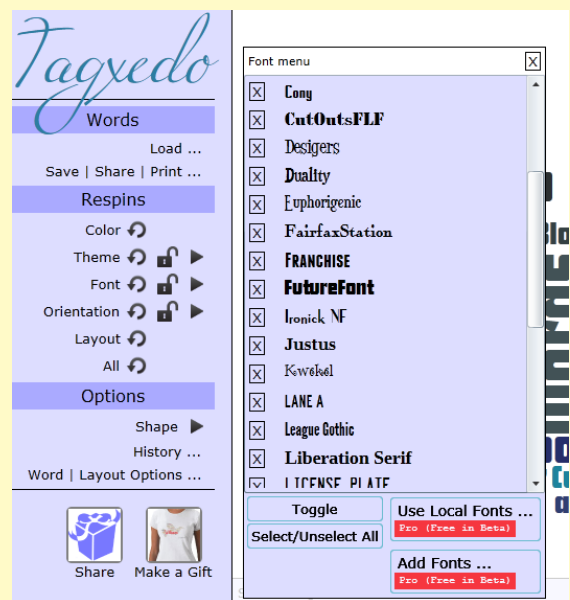 Tagxedo
Words
Load ...
Save | Share | Print ...
Respins
Color
Theme
Font
Orientation
Layout
All
Options
Shape
History ...
Word | Layout Options ...
Share
Make a Gift
Font menu
X
X Cony
X CutOutsFLF
X Desigers
X Duality
X Euphorigenic
X FairfaxStation
X FRANCHISE
X FutureFont
X Ironick NF
X Justus
X Kwekel
X LANE A
X League Gothic
X Liberation Serif
X LICENSE PLATE
Toggle
Select/Unselect All
Use Local Fonts ...
Pro (Free in Beta)
Add Fonts ...
Pro (Free in Beta)